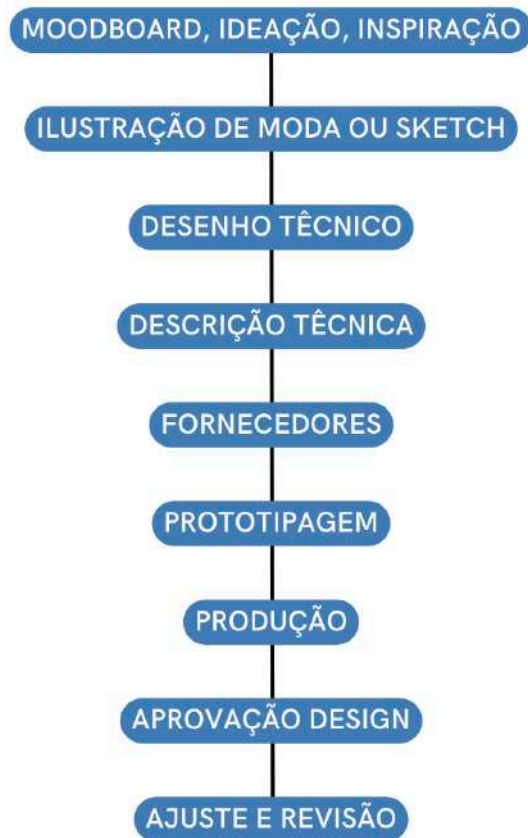 MOODBOARD, IDEAÇÃO, INSPIRAÇÃO
ILUSTRAÇÃO DE MODA OU SKETCH
DESENHO TÊCNICO
DESCRIÇÃO TÊCNICA
FORNECEDORES
PROTOTIPAGEM
PRODUÇÃO
APROVAÇÃO DESIGN
AJUSTE E REVISÃO